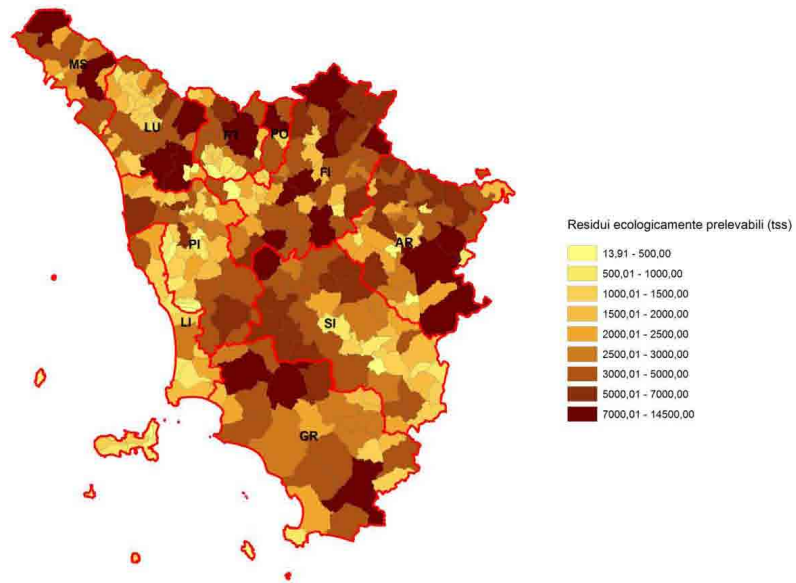 MS
LU
PT
PO
FI
AR
PI
LI
SI
GR
Residui ecologicamente prelevabili (tss)
13,91 - 500,00
500,01 - 1000,00
1000,01 - 1500,00
1500,01 - 2000,00
2000,01 - 2500,00
2500,01 - 3000,00
3000,01 - 5000,00
5000,01 - 7000,00
7000,01 - 14500,00